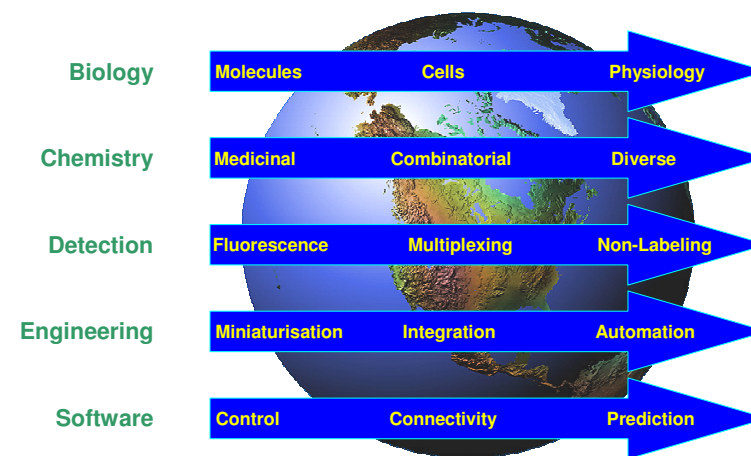 Biology Molecules Cells Physiology
Chemistry Medicinal Combinatorial Diverse
Detection Fluorescence Multiplexing Non-Labeling
Engineering Miniaturisation Integration Automation
Software Control Connectivity Prediction